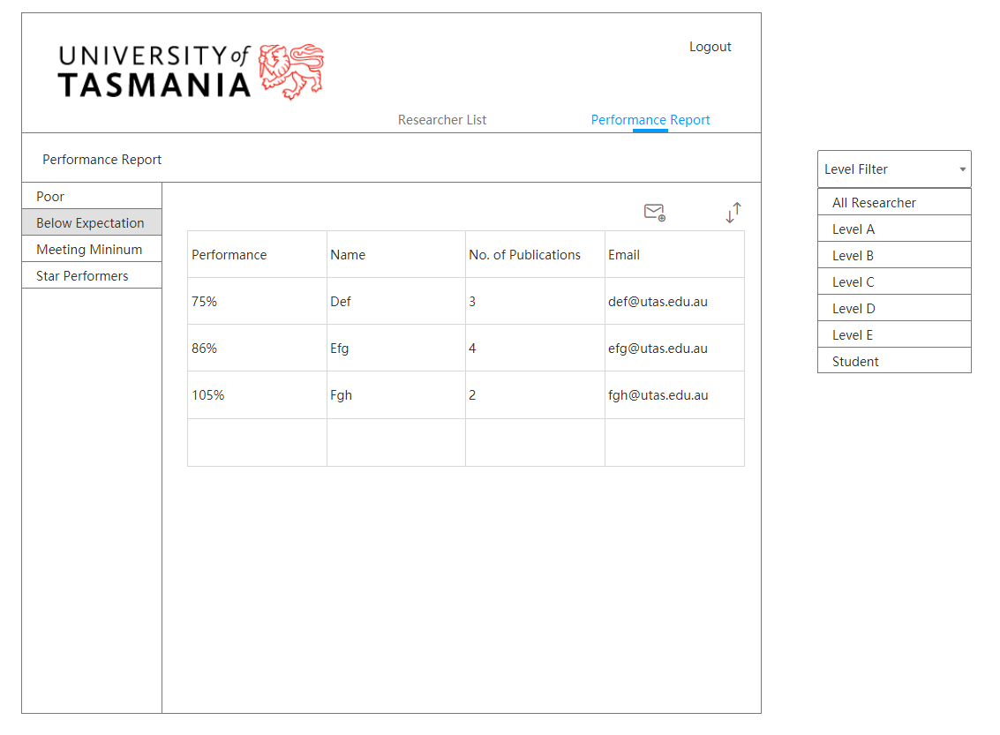 UNIVERSITY of
TASMANIA
Logout
Researcher List
Performance Report
Performance Report
Poor
Below Expectation
Meeting Mininum
Star Performers
Performance Name No. of Publications Email
75% Def 3 def@utas.edu.au
86% Efg 4 efg@utas.edu.au
105% Fgh 2 fgh@utas.edu.au
Level Filter
All Researcher
Level A
Level B
Level C
Level D
Level E
Student